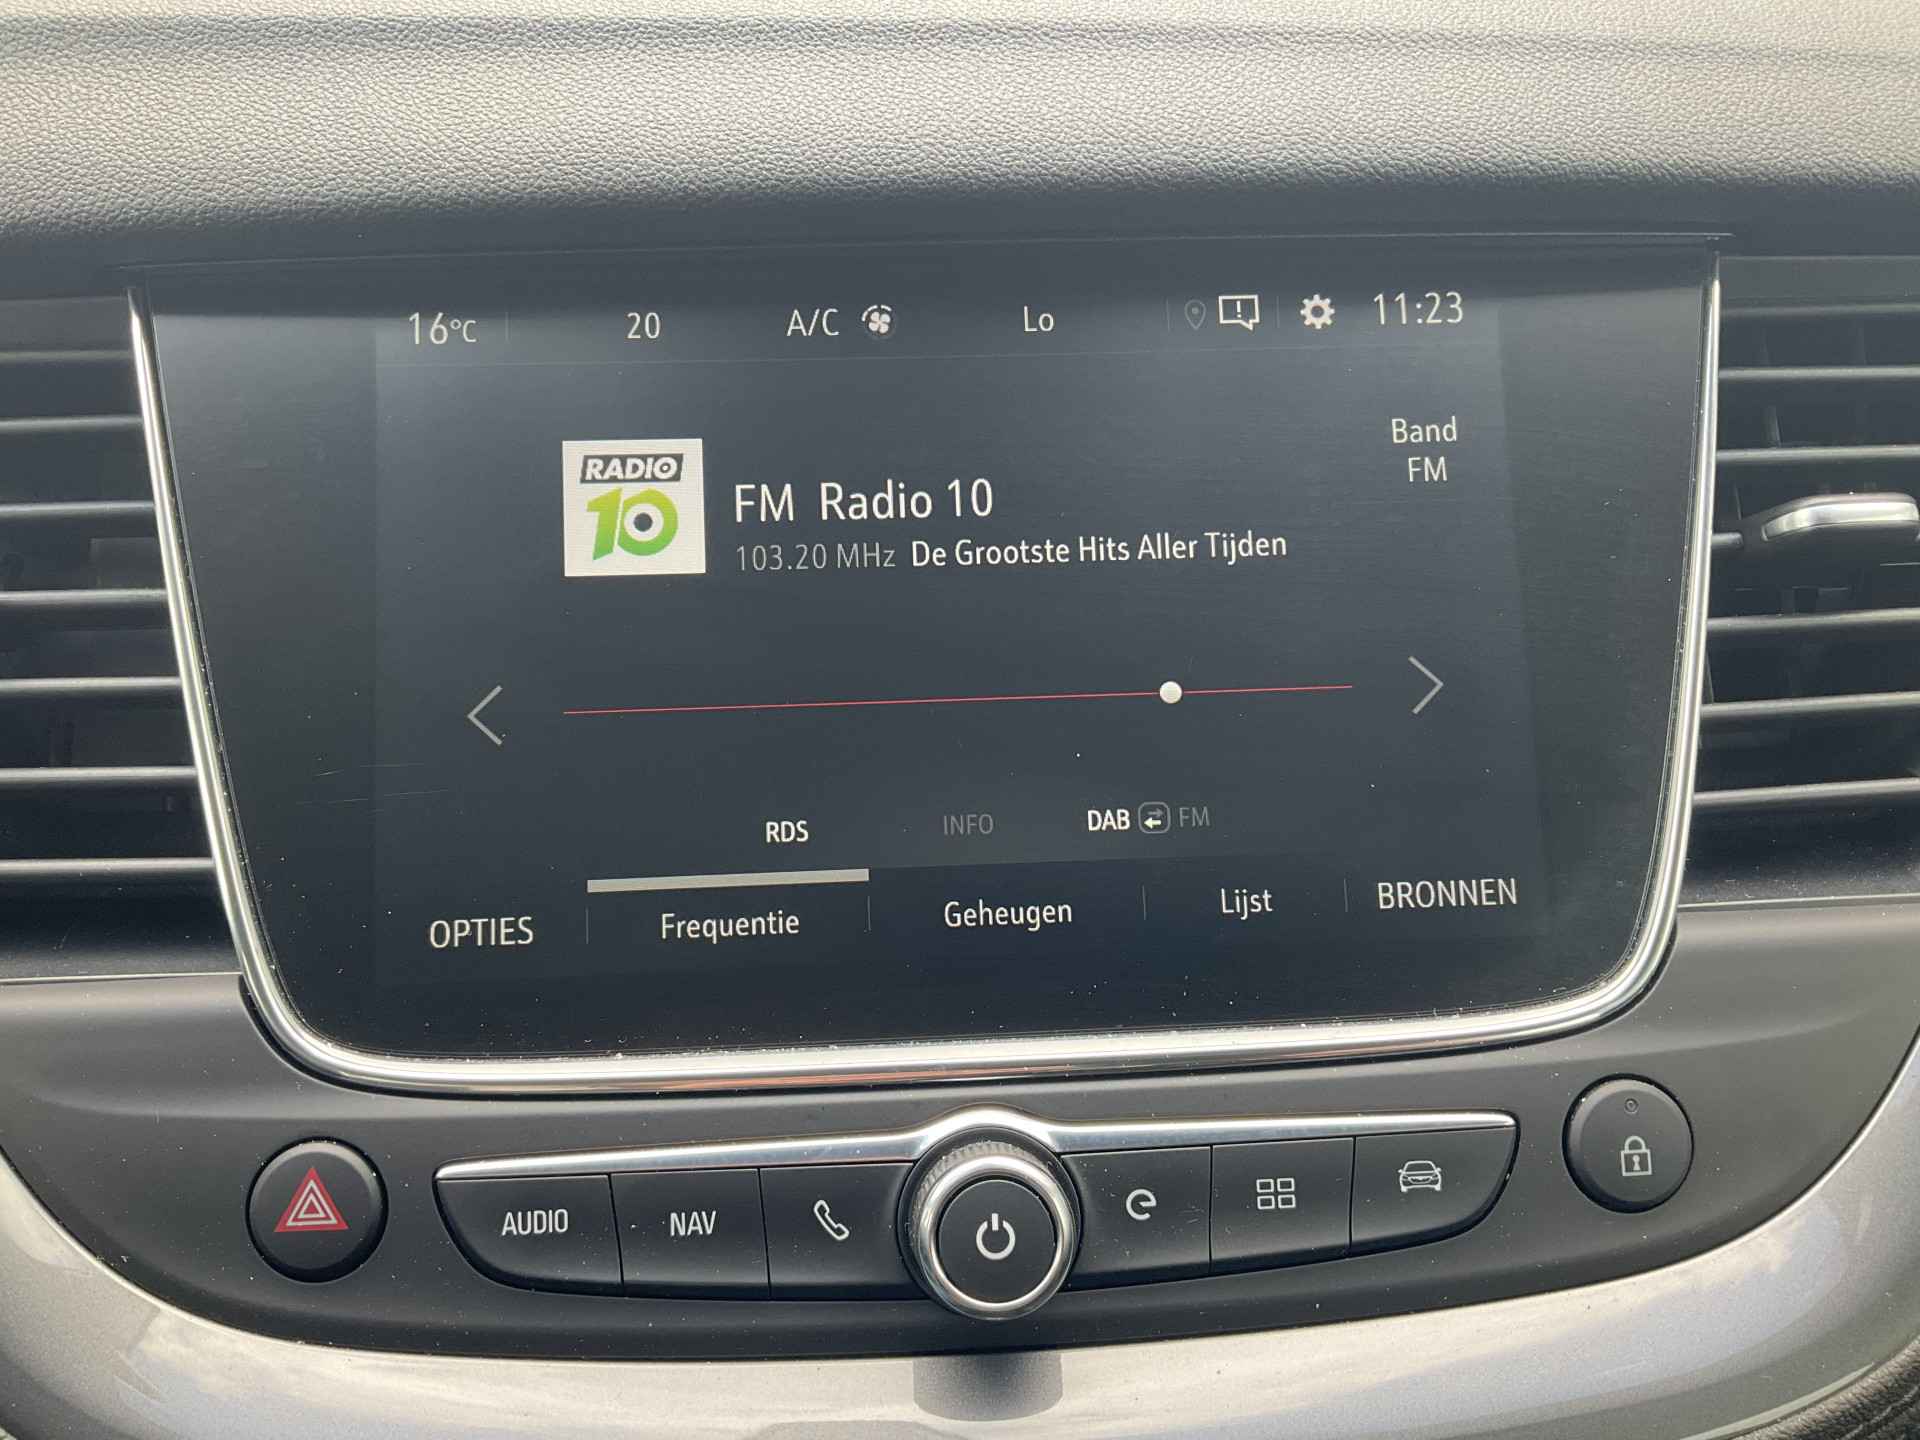 16°C 20 A/C Lo 11:23
Band
FM
RADIO
10
FM Radio 10
103.20 MHz De Grootste Hits Aller Tijden
RDS INFO DAB FM
OPTIES Frequentie Geheugen Lijst BRONNEN
AUDIO NAV